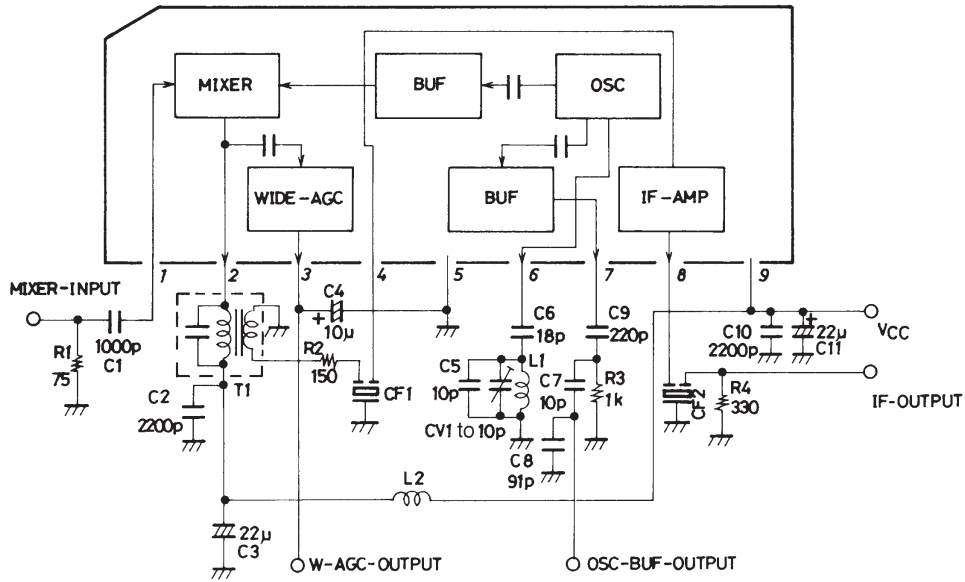 MIXER
BUF
OSC
WIDE-AGC
BUF
IF-AMP
1
2
3
4
5
6
7
8
9
MIXER-INPUT
R1
75
1000p
C1
T1
C2
2200p
+
C4
10μ
R2
150
CF1
C6
18p
C5
10p
L1
CV1 to 10p
C9
220p
C7
10p
R3
1k
C8
91p
CF2
R4
330
C10
2200p
+
22μ
C11
VCC
IF-OUTPUT
L2
22μ
C3
W-AGC-OUTPUT
OSC-BUF-OUTPUT